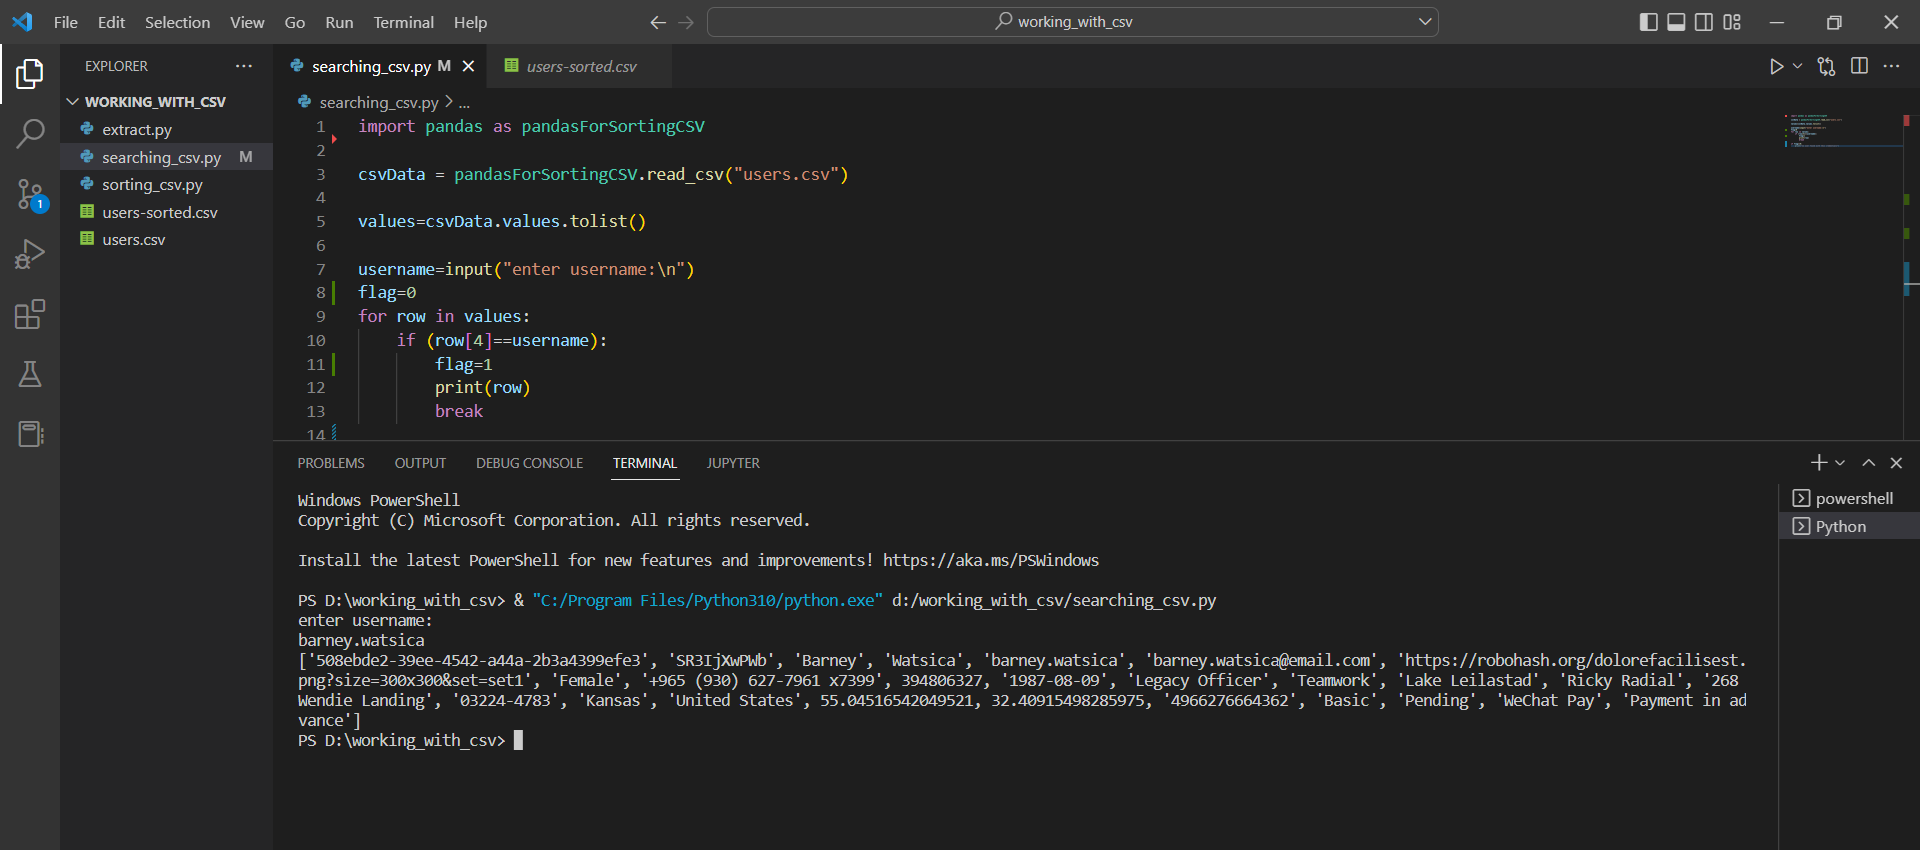 File Edit Selection View Go Run Terminal Help
working_with_csv
EXPLORER
WORKING_WITH_CSV
extract.py
searching_csv.py M
sorting_csv.py
users-sorted.csv
users.csv
1
searching_csv.py M
users-sorted.csv
searching_csv.py > ...
1 import pandas as pandasForSortingCSV
2
3 csvData = pandasForSortingCSV.read_csv("users.csv")
4
5 values=csvData.values.tolist()
6
7 username=input("enter username:\n")
8 flag=0
9 for row in values:
10 if (row[4]==username):
11 flag=1
12 print(row)
13 break
14
PROBLEMS OUTPUT DEBUG CONSOLE TERMINAL JUPYTER
Windows PowerShell
Copyright (C) Microsoft Corporation. All rights reserved.
Install the latest PowerShell for new features and improvements! https://aka.ms/PSWindows
PS D:\working_with_csv> & "C:/Program Files/Python310/python.exe" d:/working_with_csv/searching_csv.py
enter username:
barney.watsica
['508ebde2-39ee-4542-a44a-2b3a4399efe3', 'SR3IjXwPWb', 'Barney', 'Watsica', 'barney.watsica', 'barney.watsica@email.com', 'https://robohash.org/dolorefacilisest.
png?size=300x300&set=set1', 'Female', '+965 (930) 627-7961 x7399', 394806327, '1987-08-09', 'Legacy Officer', 'Teamwork', 'Lake Leilastad', 'Ricky Radial', '268
Wendie Landing', '03224-4783', 'Kansas', 'United States', 55.04516542049521, 32.40915498285975, '4966276664362', 'Basic', 'Pending', 'WeChat Pay', 'Payment in ad
vance']
PS D:\working_with_csv>
powershell
Python